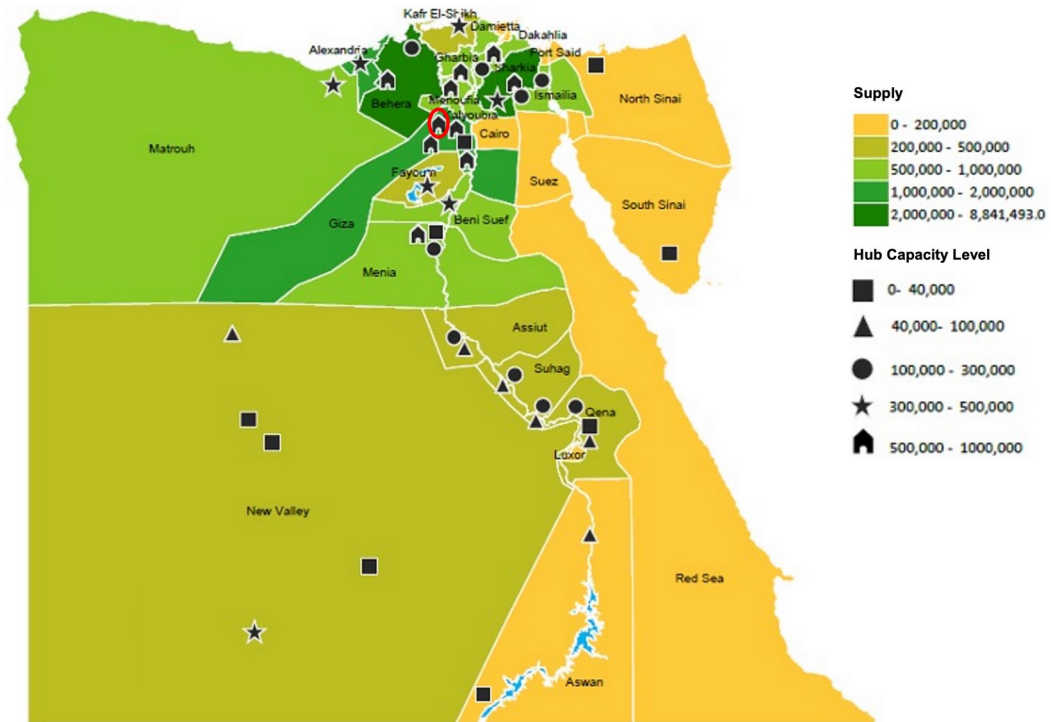 Kafr El-Shikh
Damietta
Dakahlia
Alexandria
Gharbia
Port Said
Sharkia
Behera
Menoufia
Ismailia
North Sinai
Kalyoubia
Cairo
Matrouh
Fayoum
Suez
South Sinai
Giza
Beni Suef
Menia
Assiut
Suhag
Qena
Luxor
New Valley
Red Sea
Aswan
Supply
0 - 200,000
200,000 - 500,000
500,000 - 1,000,000
1,000,000 - 2,000,000
2,000,000 - 8,841,493.0
Hub Capacity Level
0- 40,000
40,000- 100,000
100,000 - 300,000
300,000 - 500,000
500,000 - 1000,000